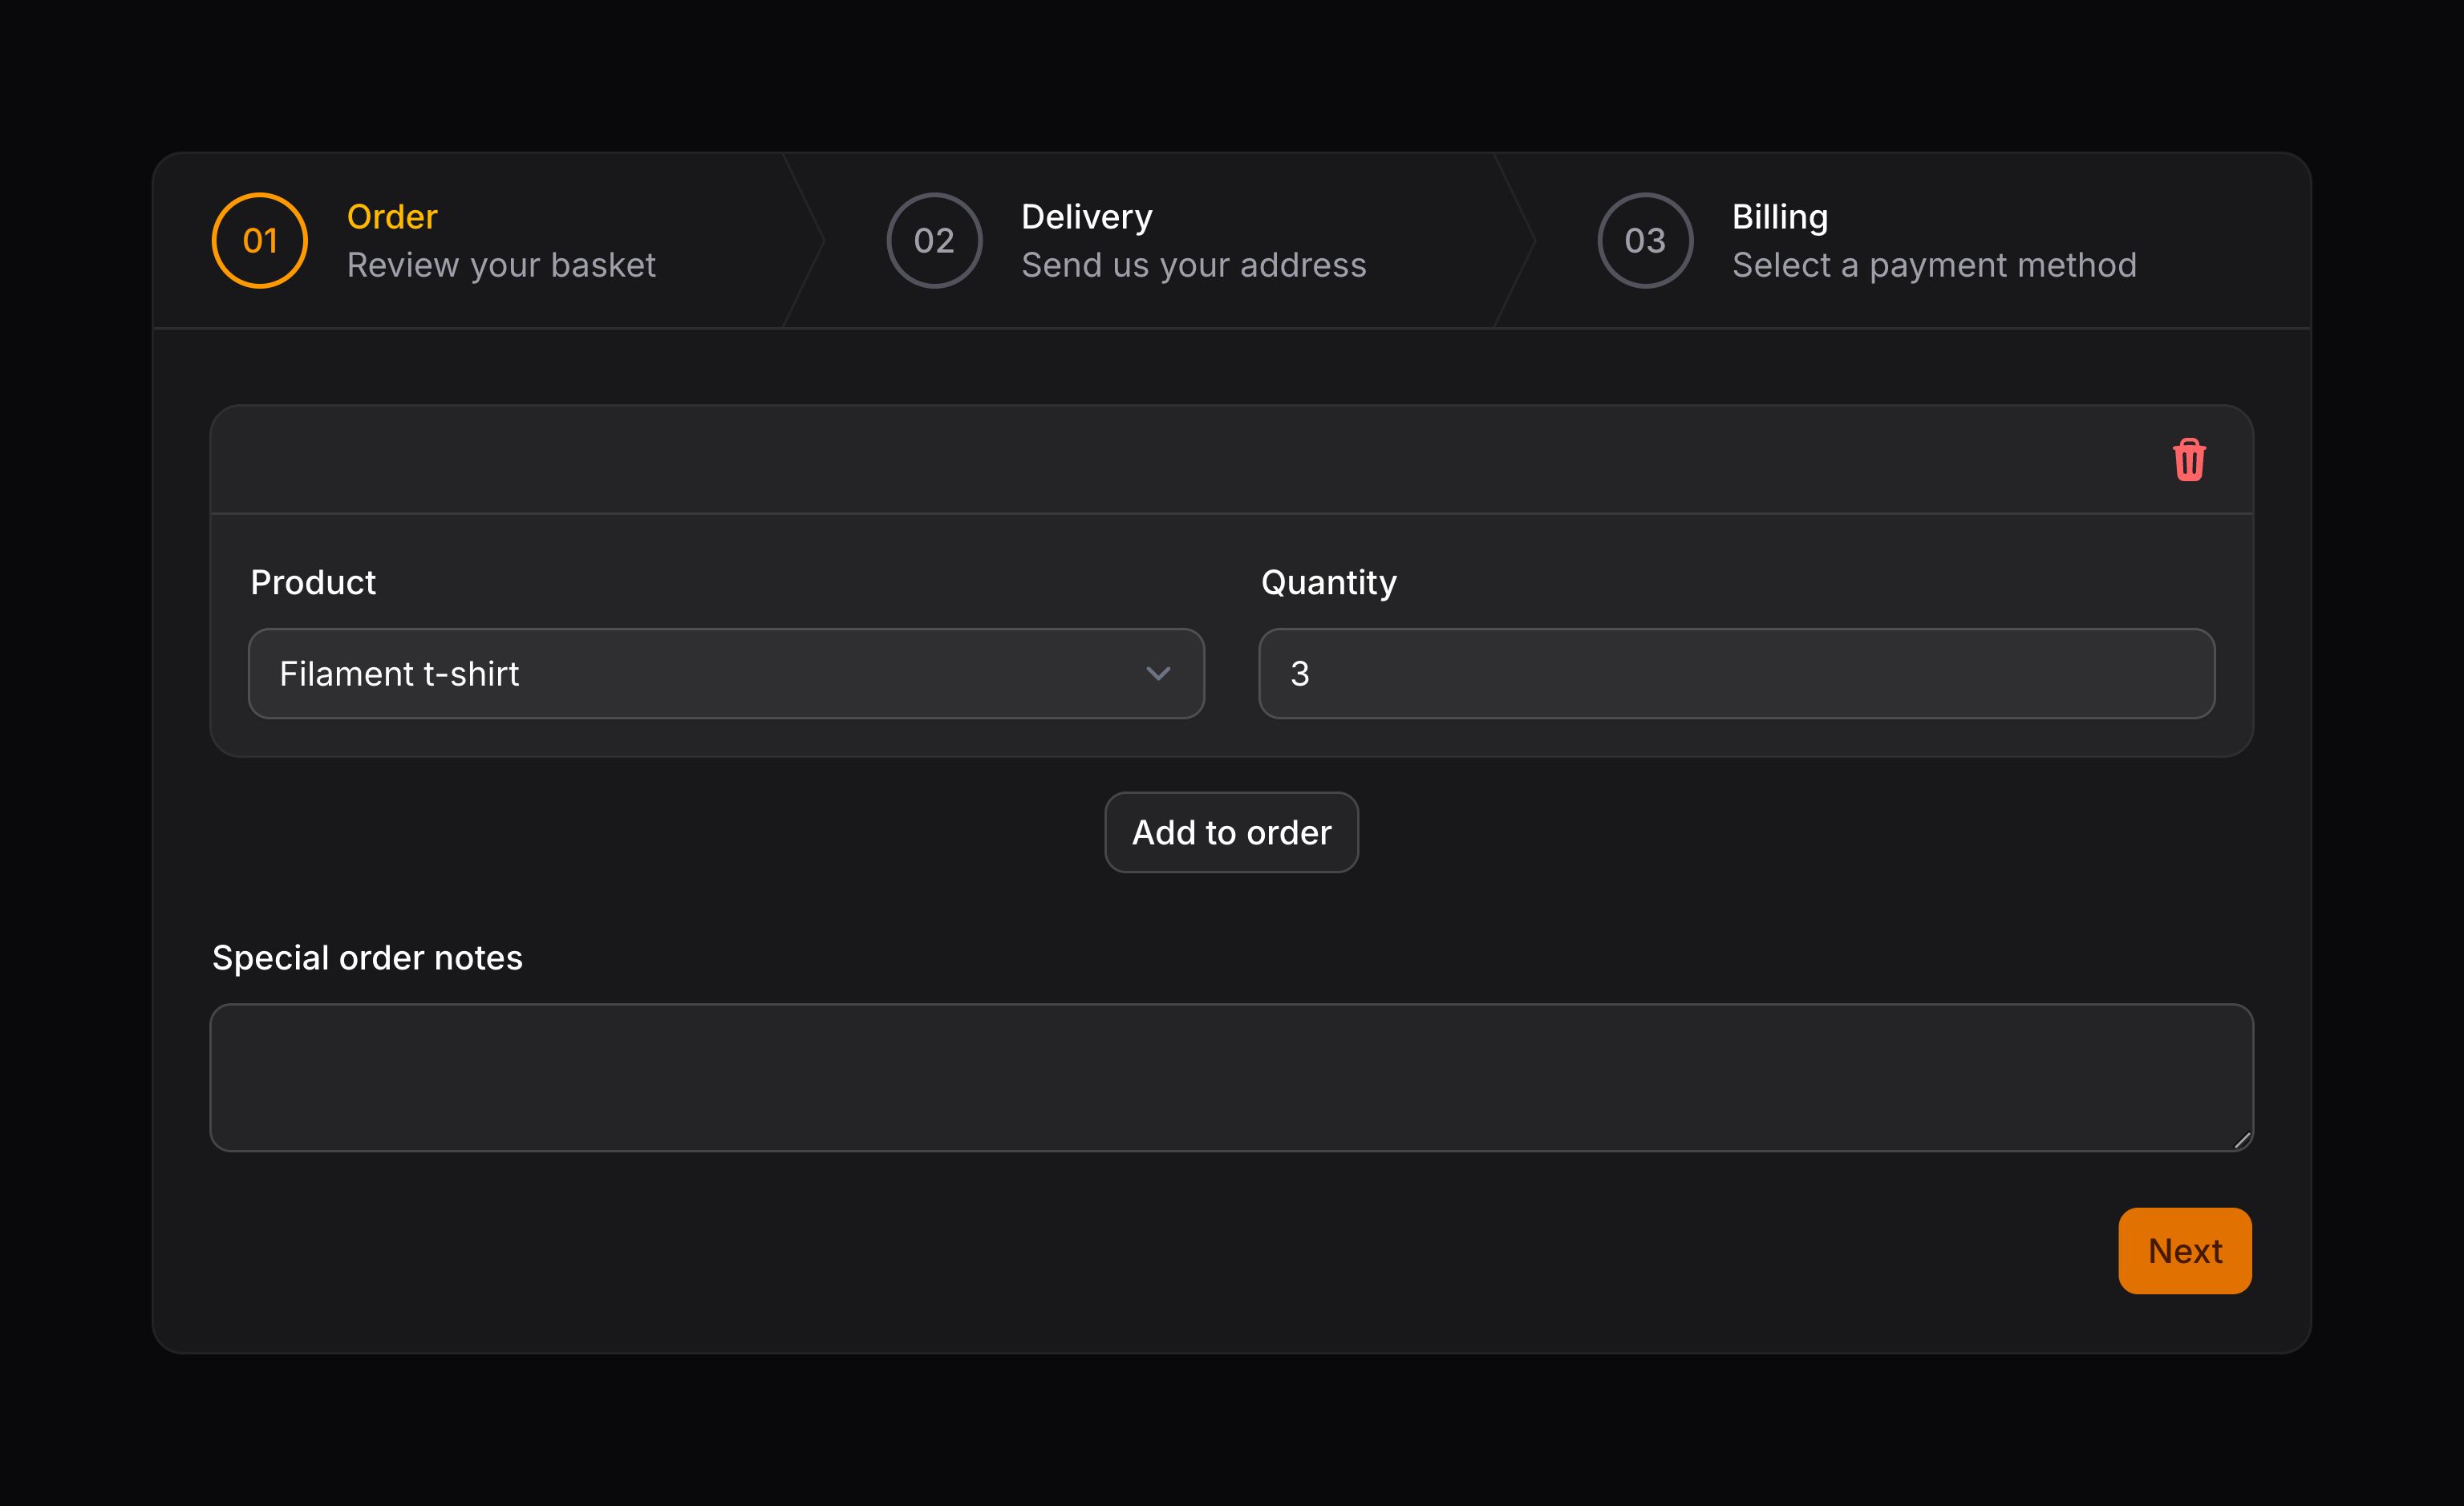 01
Order
Review your basket
02
Delivery
Send us your address
03
Billing
Select a payment method
Product
Quantity
Filament t-shirt
3
Add to order
Special order notes
Next